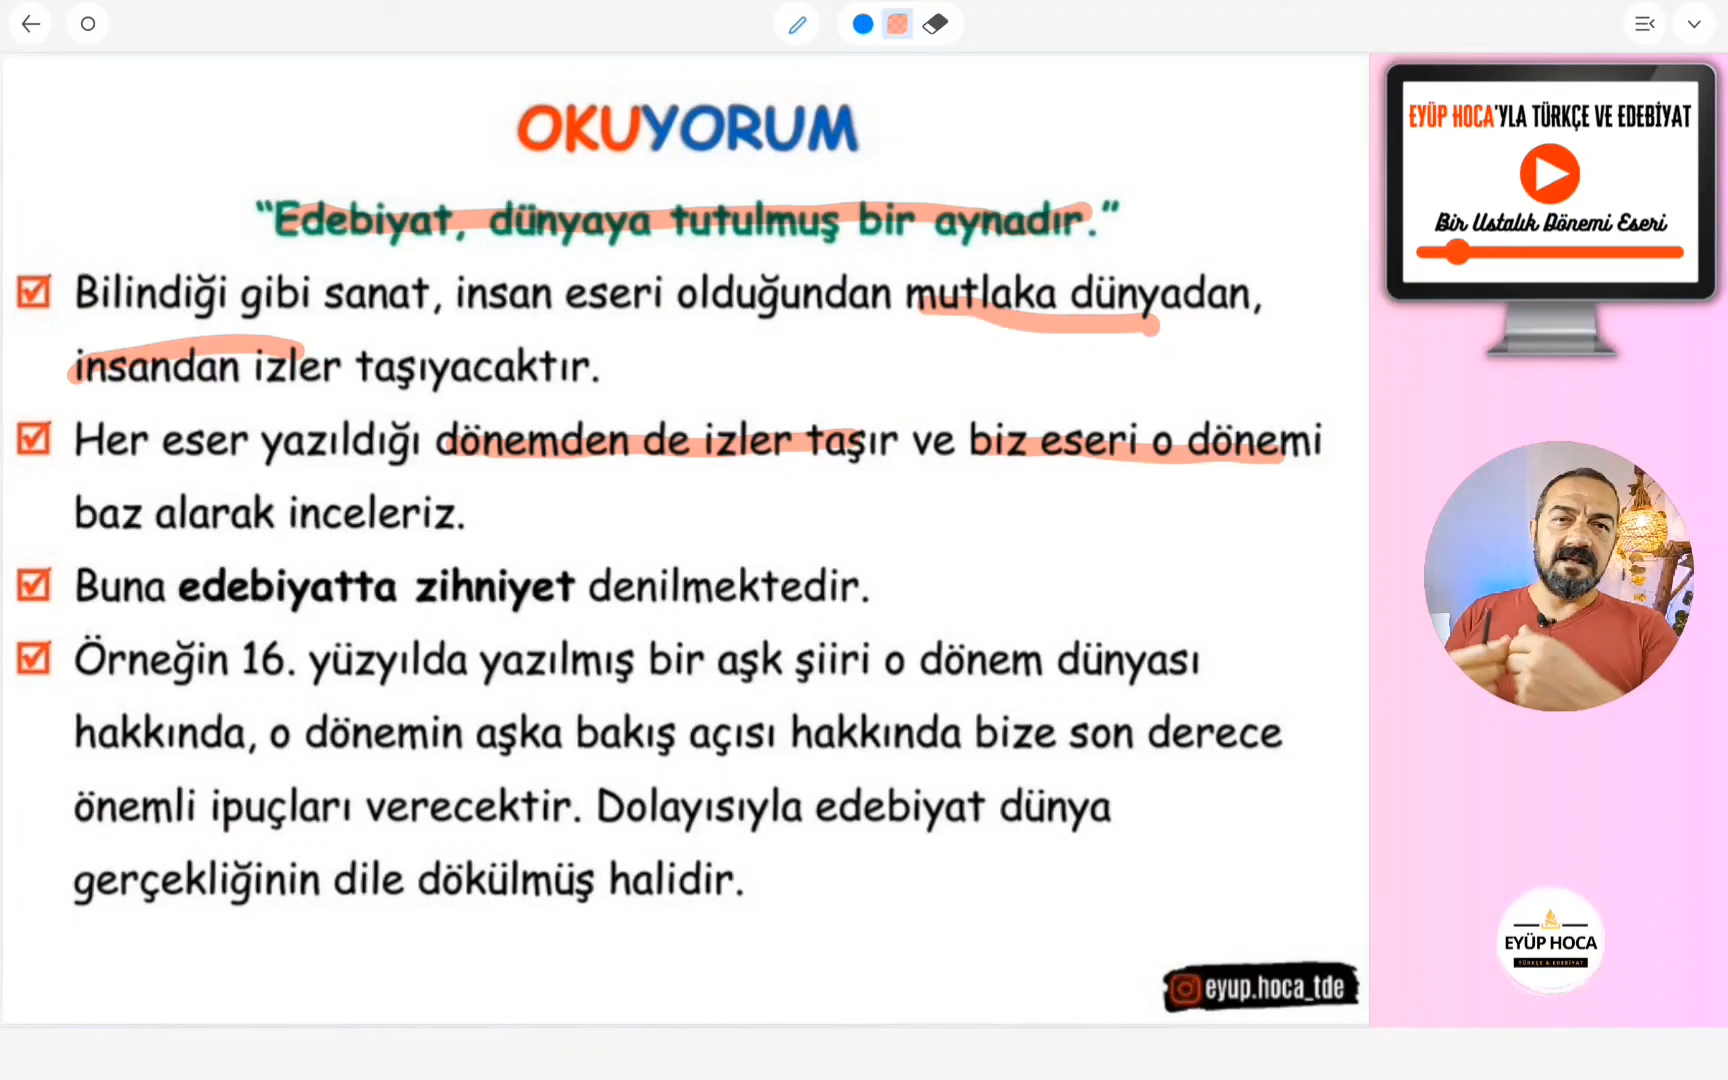 OKUYORUM
“Edebiyat, dünyaya tutulmuş bir aynadır.”
Bilindiği gibi sanat, insan eseri olduğundan mutlaka dünyadan,
insandan izler taşıyacaktır.
Her eser yazıldığı dönemden de izler taşır ve biz eseri o dönemi
baz alarak inceleriz.
Buna edebiyatta zihniyet denilmektedir.
Örneğin 16. yüzyılda yazılmış bir aşk şiiri o dönem dünyası
hakkında, o dönemin aşka bakış açısı hakkında bize son derece
önemli ipuçları verecektir. Dolayısıyla edebiyat dünya
gerçekliğinin dile dökülmüş halidir.
eyup.hoca_tde
EYÜP HOCA'YLA TÜRKÇE VE EDEBİYAT
Bir Ustalık Dönemi Eseri
EYÜP HOCA
TÜRKÇE & EDEBİYAT